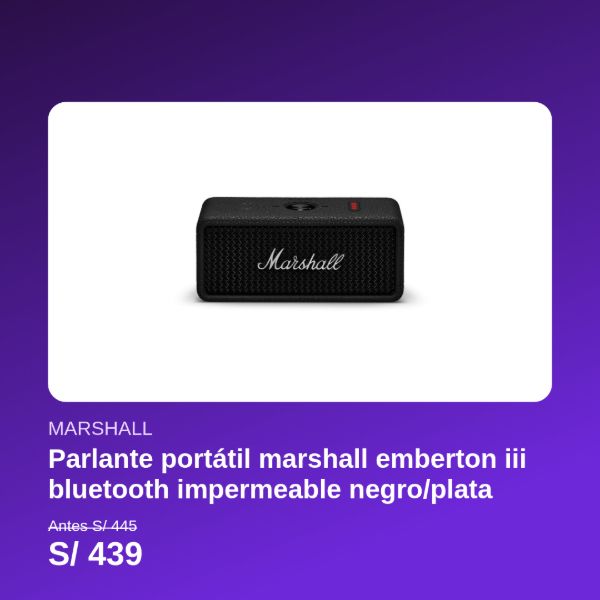 Marshall
MARSHALL
Parlante portátil marshall emberton iii
bluetooth impermeable negro/plata
Antes S/ 445
S/ 439